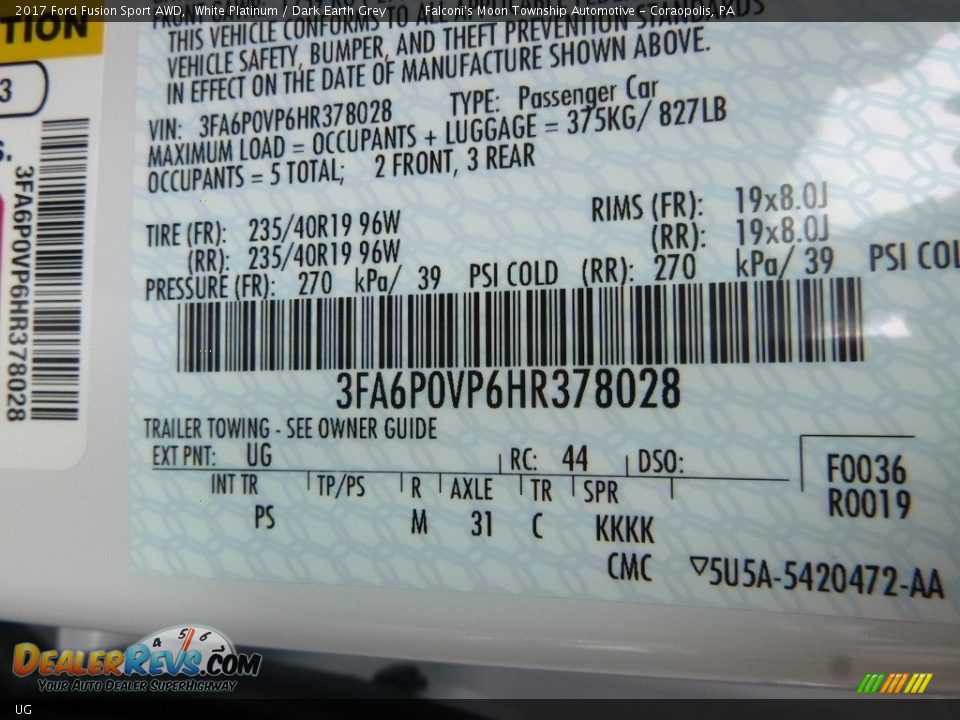 2017 Ford Fusion Sport AWD, White Platinum / Dark Earth Grey Falconi's Moon Township Automotive - Coraopolis, PA
TION
THIS VEHICLE CONFORMS TO ALL STANDARDS
VEHICLE SAFETY, BUMPER, AND THEFT PREVENTION
IN EFFECT ON THE DATE OF MANUFACTURE SHOWN ABOVE.
3
VIN: 3FA6P0VP6HR378028 TYPE: Passenger Car
MAXIMUM LOAD = OCCUPANTS + LUGGAGE = 375KG/ 827LB
OCCUPANTS = 5 TOTAL; 2 FRONT, 3 REAR
3FA6P0VP6HR378028
TIRE (FR): 235/40R19 96W RIMS (FR): 19x8.0J
(RR): 235/40R19 96W (RR): 19x8.0J
PRESSURE (FR): 270 kPa/ 39 PSI COLD (RR): 270 kPa/ 39 PSI COL
3FA6P0VP6HR378028
TRAILER TOWING - SEE OWNER GUIDE
EXT PNT: UG RC: 44 DSO:
F0036
R0019
INT TR TP/PS R AXLE TR SPR
PS M 31 C KKKK
CMC ▽5U5A-5420472-AA
4 5 6
DEALERREVS.COM
YOUR AUTO DEALER SUPERHIGHWAY
UG